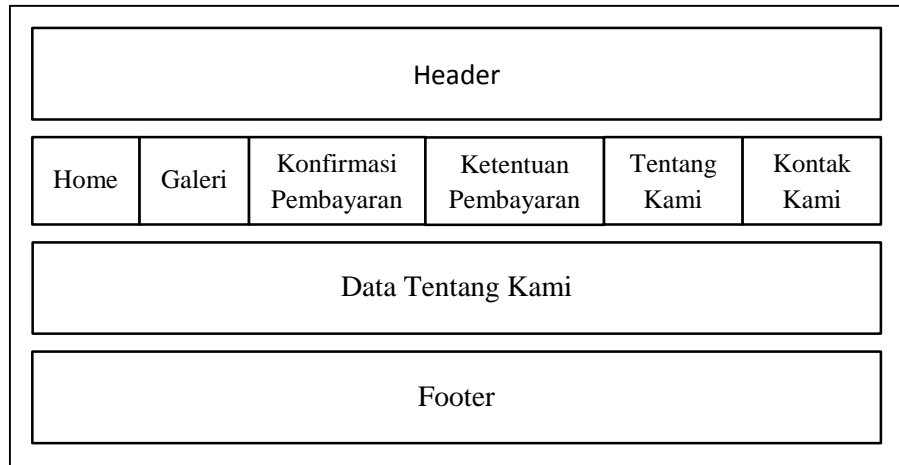 Header
Home
Galeri
Konfirmasi
Pembayaran
Ketentuan
Pembayaran
Tentang
Kami
Kontak
Kami
Data Tentang Kami
Footer